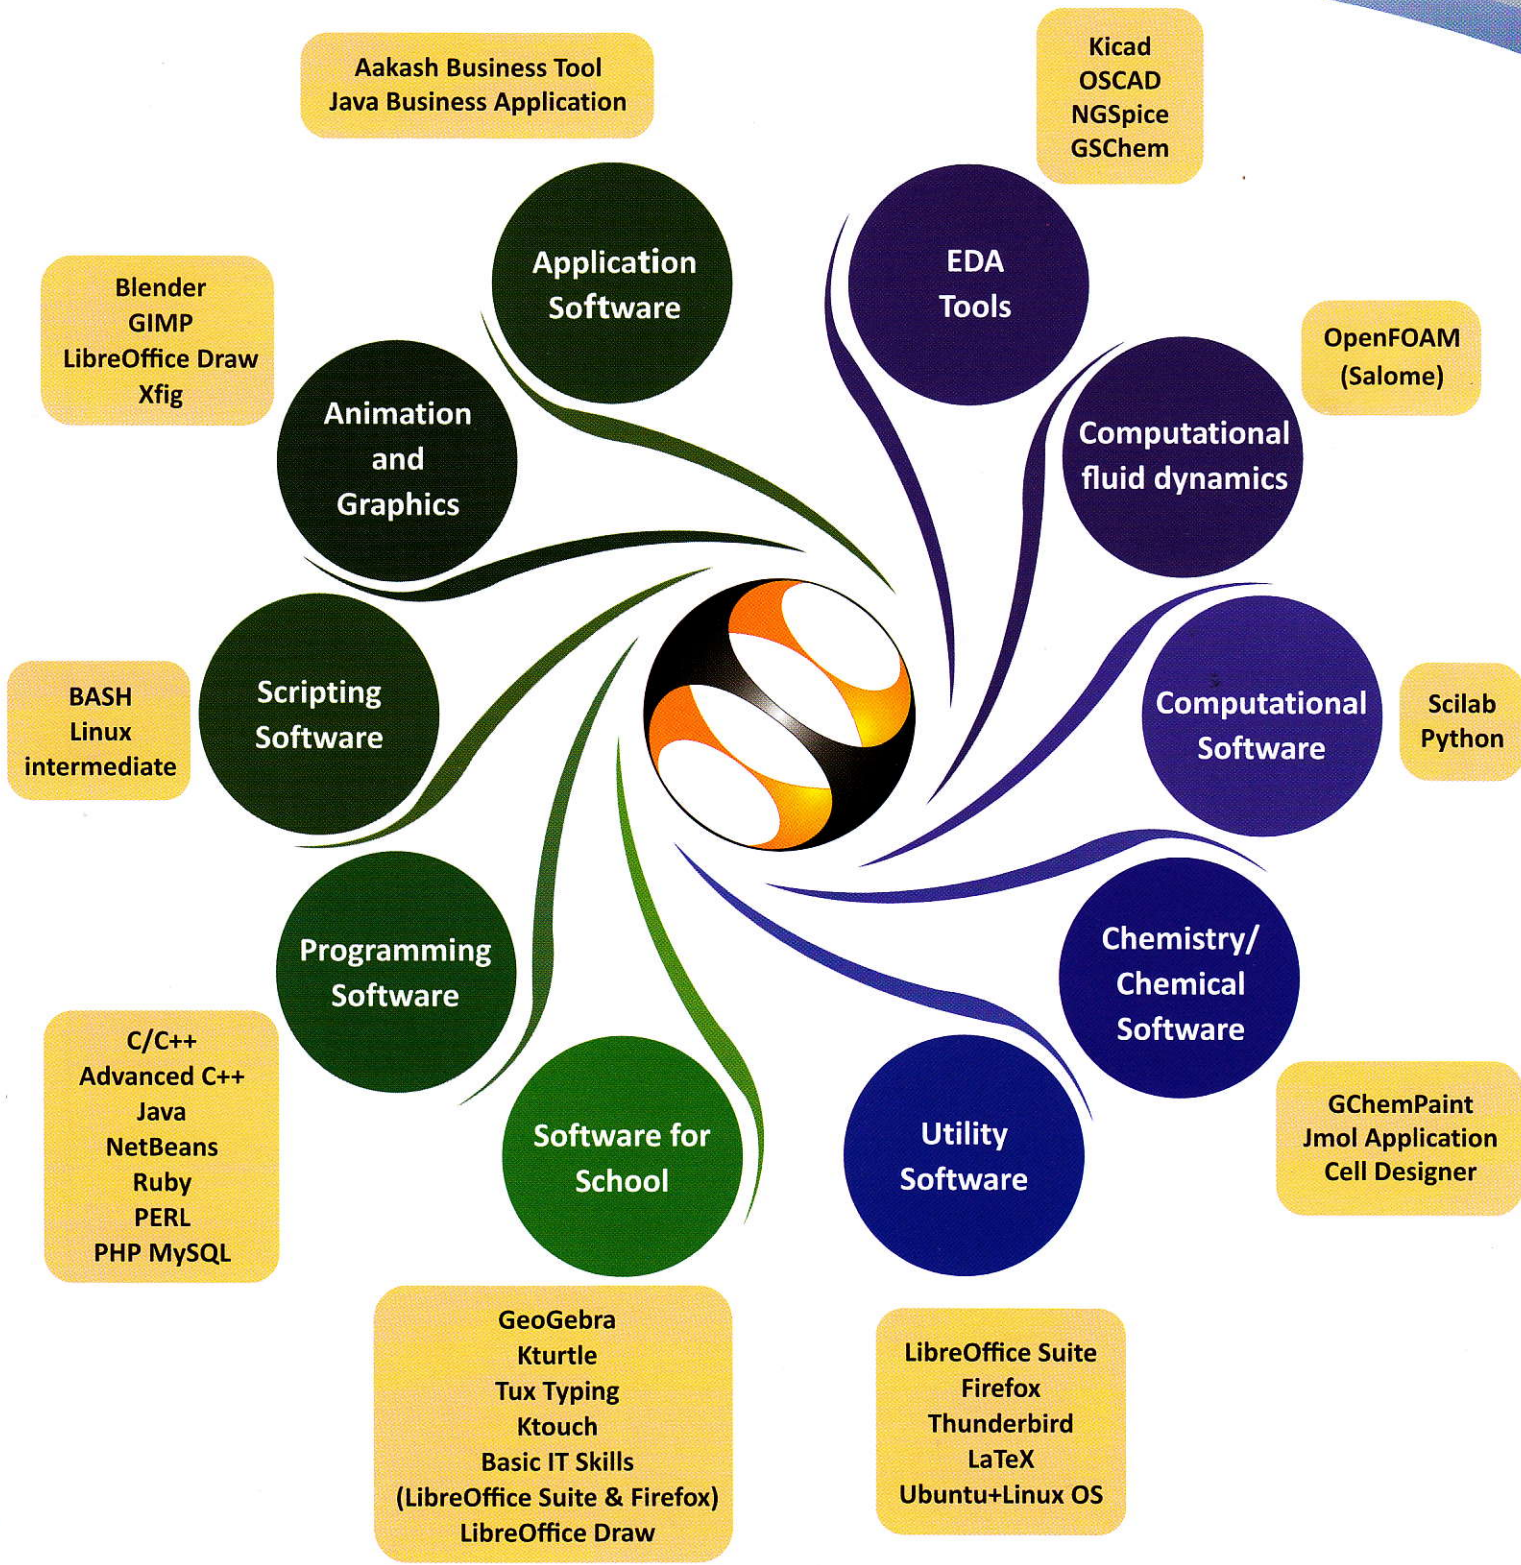 Aakash Business Tool
Java Business Application
Kicad
OSCAD
NGSpice
GSChem
Application
Software
EDA
Tools
Blender
GIMP
LibreOffice Draw
Xfig
OpenFOAM
(Salome)
Animation
and
Graphics
Computational
fluid dynamics
BASH
Linux
intermediate
Scripting
Software
Computational
Software
Scilab
Python
Programming
Software
Chemistry/
Chemical
Software
C/C++
Advanced C++
Java
NetBeans
Ruby
PERL
PHP MySQL
Software for
School
Utility
Software
GChemPaint
Jmol Application
Cell Designer
GeoGebra
Kturtle
Tux Typing
Ktouch
Basic IT Skills
(LibreOffice Suite & Firefox)
LibreOffice Draw
LibreOffice Suite
Firefox
Thunderbird
LaTeX
Ubuntu+Linux OS